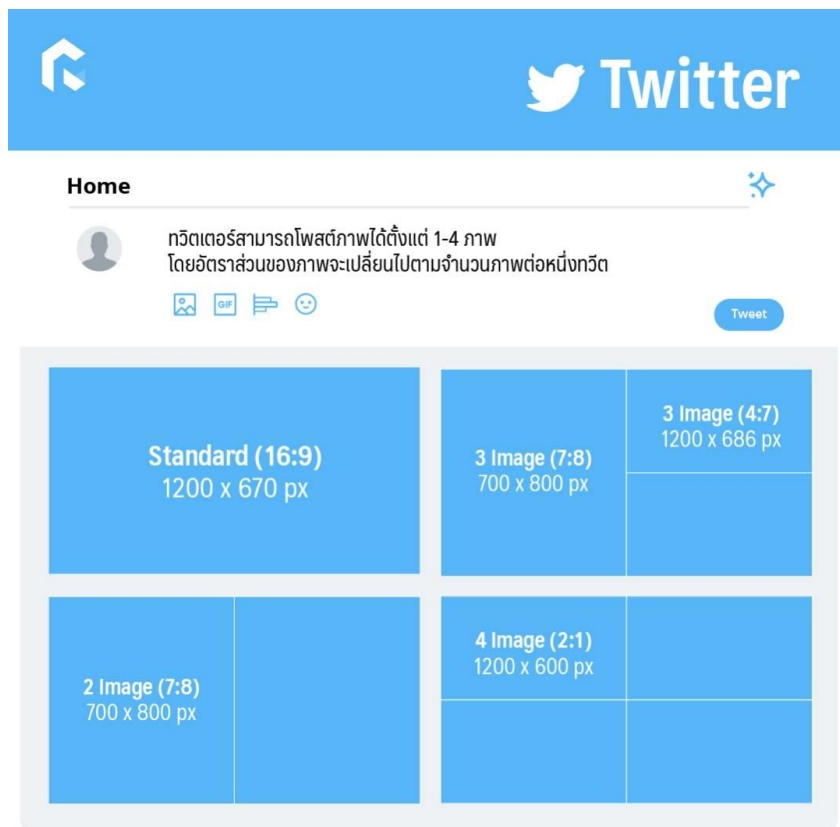 Twitter
Home
ทวิตเตอร์สามารถโพสต์ภาพได้ตั้งแต่ 1-4 ภาพ
โดยอัตราส่วนของภาพจะเปลี่ยนไปตามจำนวนภาพต่อหนึ่งทวีต
GIF
Tweet
Standard (16:9)
1200 x 670 px
3 Image (7:8)
700 x 800 px
3 Image (4:7)
1200 x 686 px
2 Image (7:8)
700 x 800 px
4 Image (2:1)
1200 x 600 px